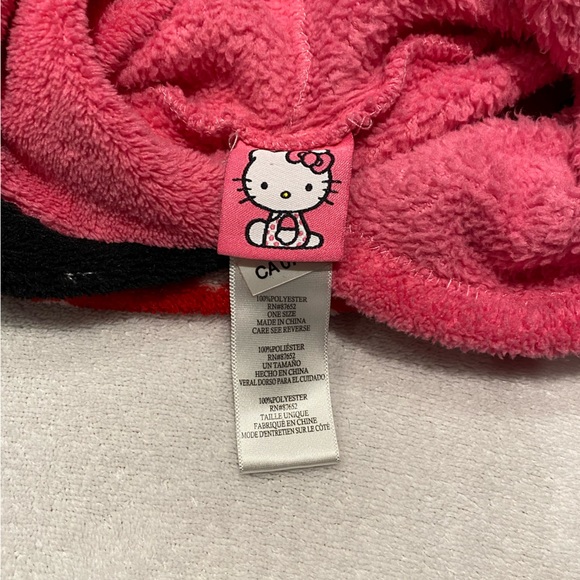 CA
100%POLYESTER
RN#87652
ONE SIZE
MADE IN CHINA
CARE SEE REVERSE
100%POLIÉSTER
RN#87652
UN TAMAÑO
HECHO EN CHINA
VERAL DORSO PARA EL CUIDADO
100%POLYESTER
RN#87652
TAILLE UNIQUE
FABRIQUÉ EN CHINE
MODE D'ENTRETIEN SUR LE CÔTÉ